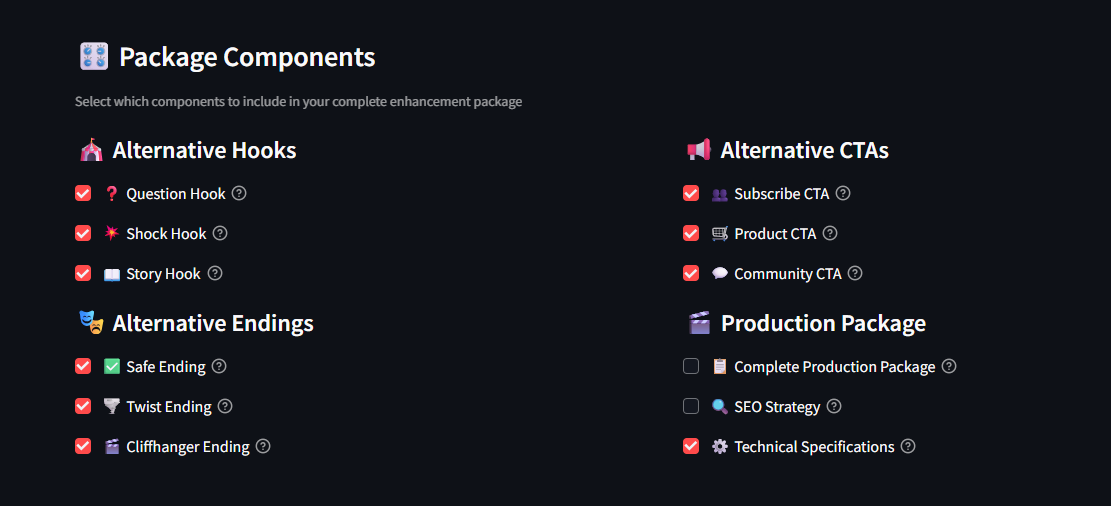 Package Components
Select which components to include in your complete enhancement package
Alternative Hooks
Question Hook
Shock Hook
Story Hook
Alternative Endings
Safe Ending
Twist Ending
Cliffhanger Ending
Alternative CTAs
Subscribe CTA
Product CTA
Community CTA
Production Package
Complete Production Package
SEO Strategy
Technical Specifications